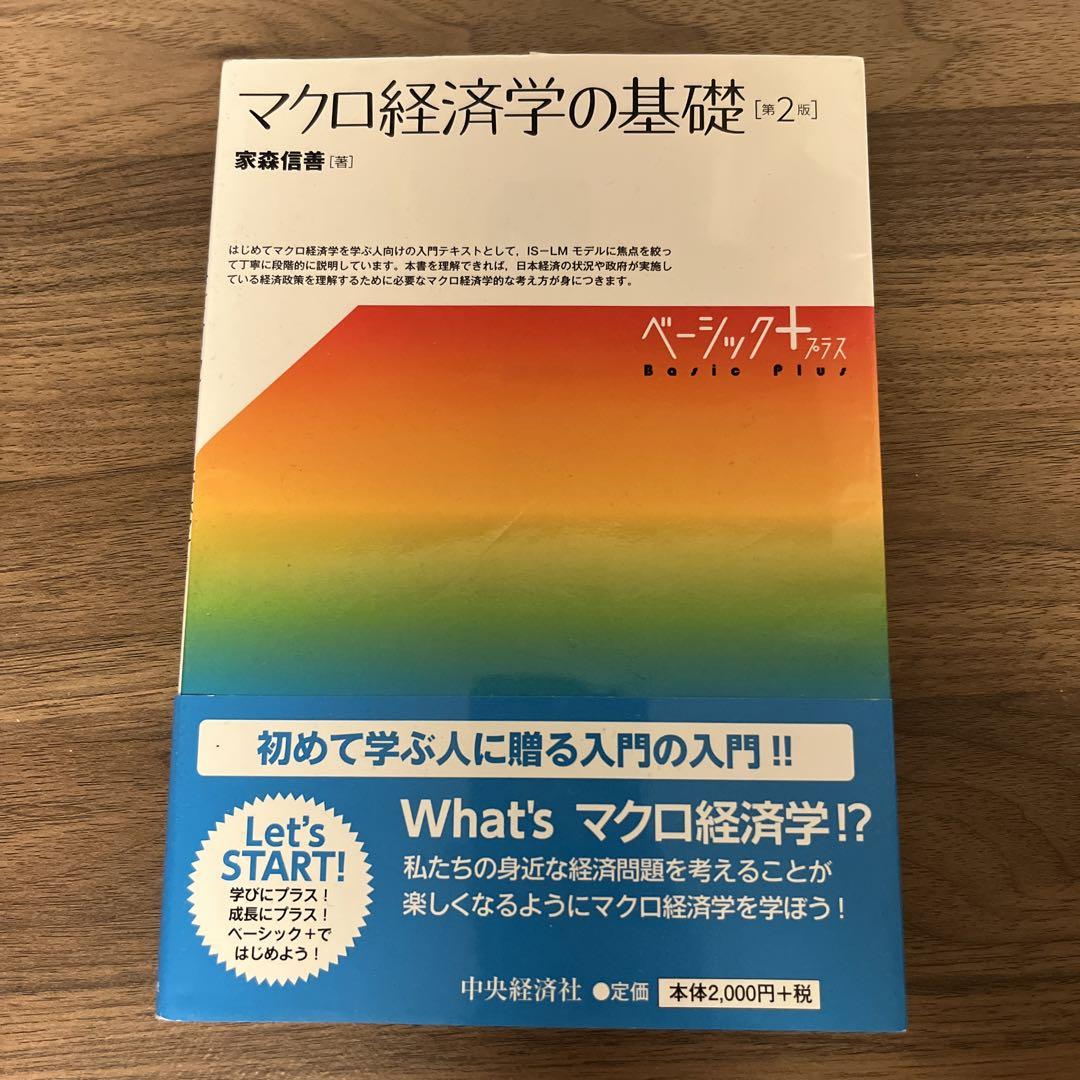 マクロ経済学の基礎[第2版]
家森信善[著]
はじめてマクロ経済学を学ぶ人向けの入門テキストとして，IS－LM モデルに焦点を絞っ
て丁寧に段階的に説明しています。本書を理解できれば，日本経済の状況や政府が実施し
ている経済政策を理解するために必要なマクロ経済学的な考え方が身につきます。
ベーシック＋プラス
Basic Plus
初めて学ぶ人に贈る入門の入門!!
What's マクロ経済学!?
私たちの身近な経済問題を考えることが
楽しくなるようにマクロ経済学を学ぼう!
Let's
START!
学びにプラス!
成長にプラス!
ベーシック＋で
はじめよう!
中央経済社 ●定価 本体2,000円＋税